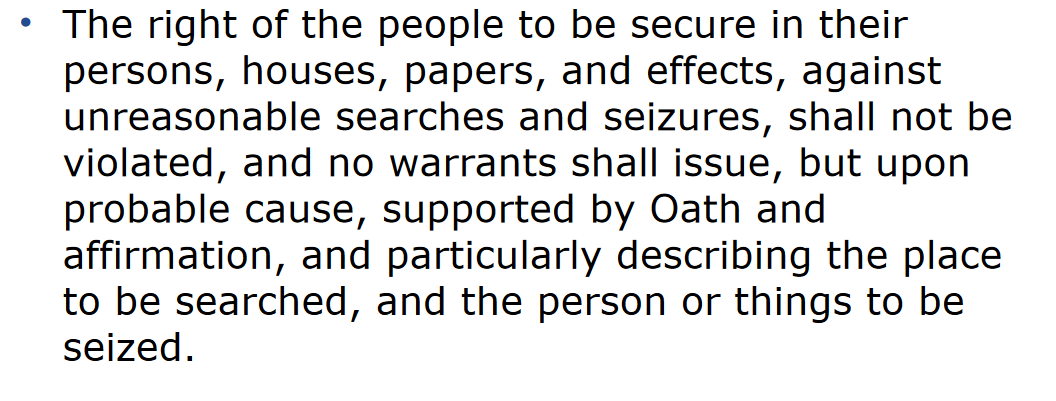 • The right of the people to be secure in their
persons, houses, papers, and effects, against
unreasonable searches and seizures, shall not be
violated, and no warrants shall issue, but upon
probable cause, supported by Oath and
affirmation, and particularly describing the place
to be searched, and the person or things to be
seized.